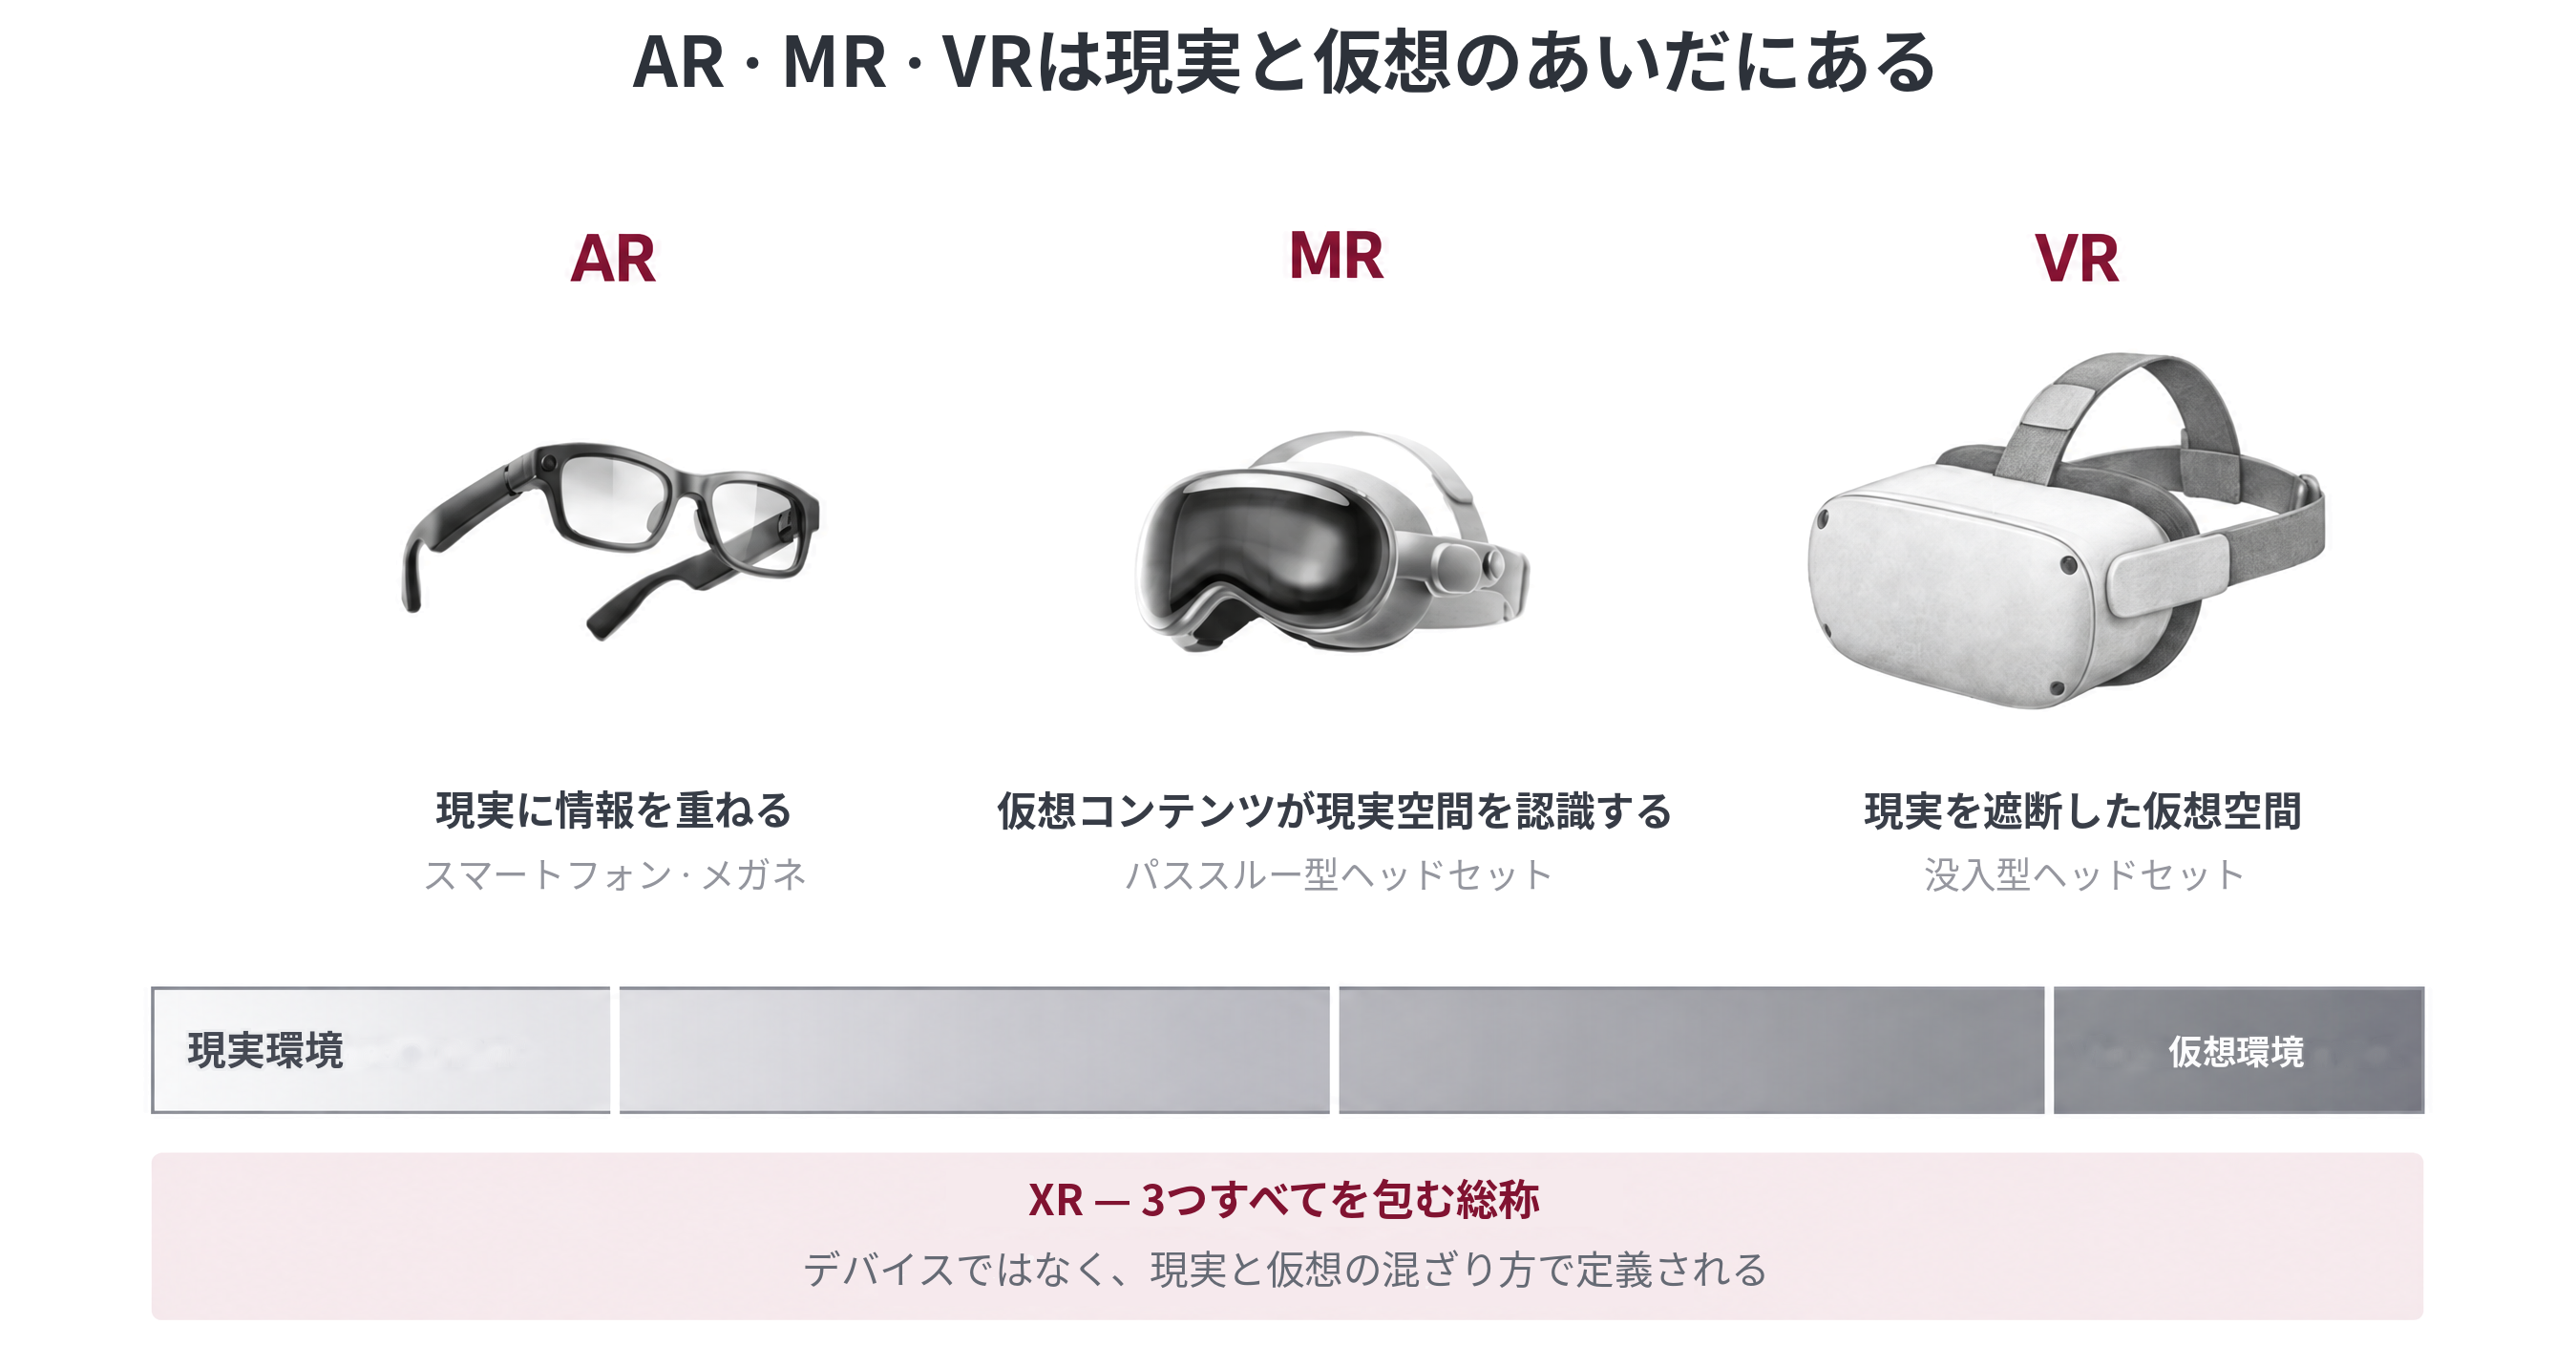 AR · MR · VRは現実と仮想のあいだにある
AR
MR
VR
現実に情報を重ねる
スマートフォン · メガネ
仮想コンテンツが現実空間を認識する
パススルー型ヘッドセット
現実を遮断した仮想空間
没入型ヘッドセット
現実環境
仮想環境
XR — 3つすべてを包む総称
デバイスではなく、現実と仮想の混ざり方で定義される